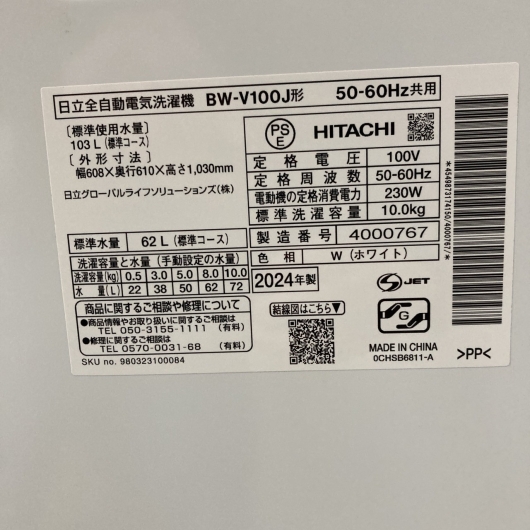 日立全自動電気洗濯機 BW-V100J形 50-60Hz共用
〔標準使用水量〕
103 L (標準コース)
〔外形寸法〕
幅608×奥行610×高さ1,030mm
日立グローバルライフソリューションズ(株)
標準水量 62 L (標準コース)
洗濯容量と水量 (手動設定の水量)
洗濯容量(kg) 0.5 3.0 5.0 8.0 10.0
水量(L) 22 38 50 62 72
商品に関するご相談や修理について
●商品情報やお取り扱いに関するご相談か
TEL 050-3155-1111 (有料)
●修理に関するご相談か
TEL 0570-0031-68 (有料)
SKU no. 980323100084
PS
E
HITACHI
定格電圧 100V
定格周波数 50-60Hz
電動機の定格消費電力 230W
標準洗濯容量 10.0kg
製造番号 4000767
色相 W (ホワイト)
2024年製
JET
結線図はこちら▼
G
MADE IN CHINA
0CHSB6811-A
*4549873174150/4000767/*
>PP<